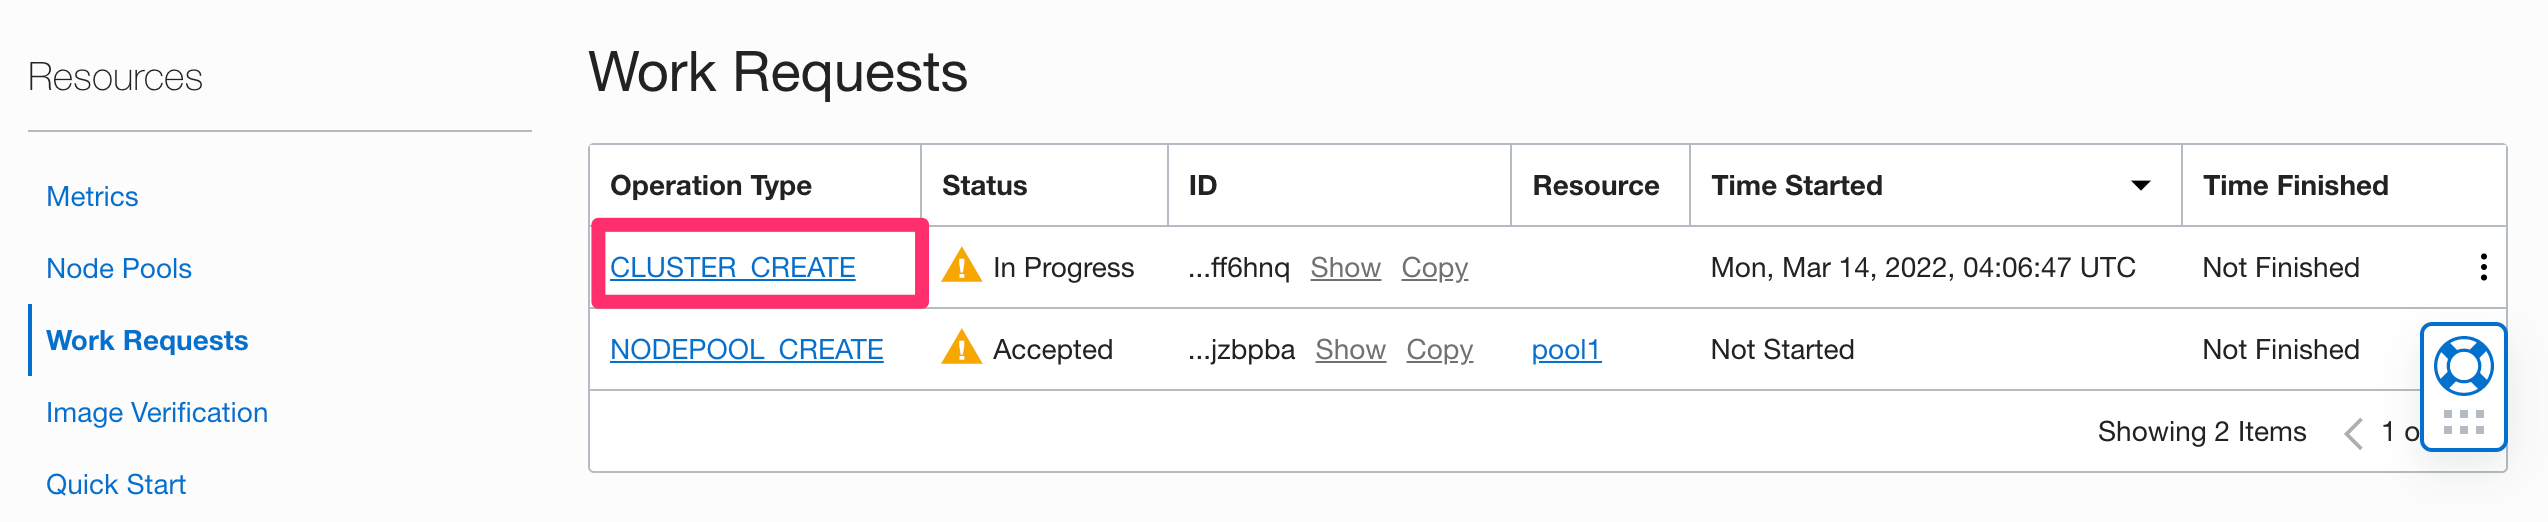 Resources
Metrics
Node Pools
Work Requests
Image Verification
Quick Start
Work Requests
Operation Type Status ID Resource Time Started Time Finished
CLUSTER_CREATE In Progress ...ff6hnq Show Copy Mon, Mar 14, 2022, 04:06:47 UTC Not Finished
NODEPOOL_CREATE Accepted ...jzbpba Show Copy pool1 Not Started Not Finished
Showing 2 Items 1